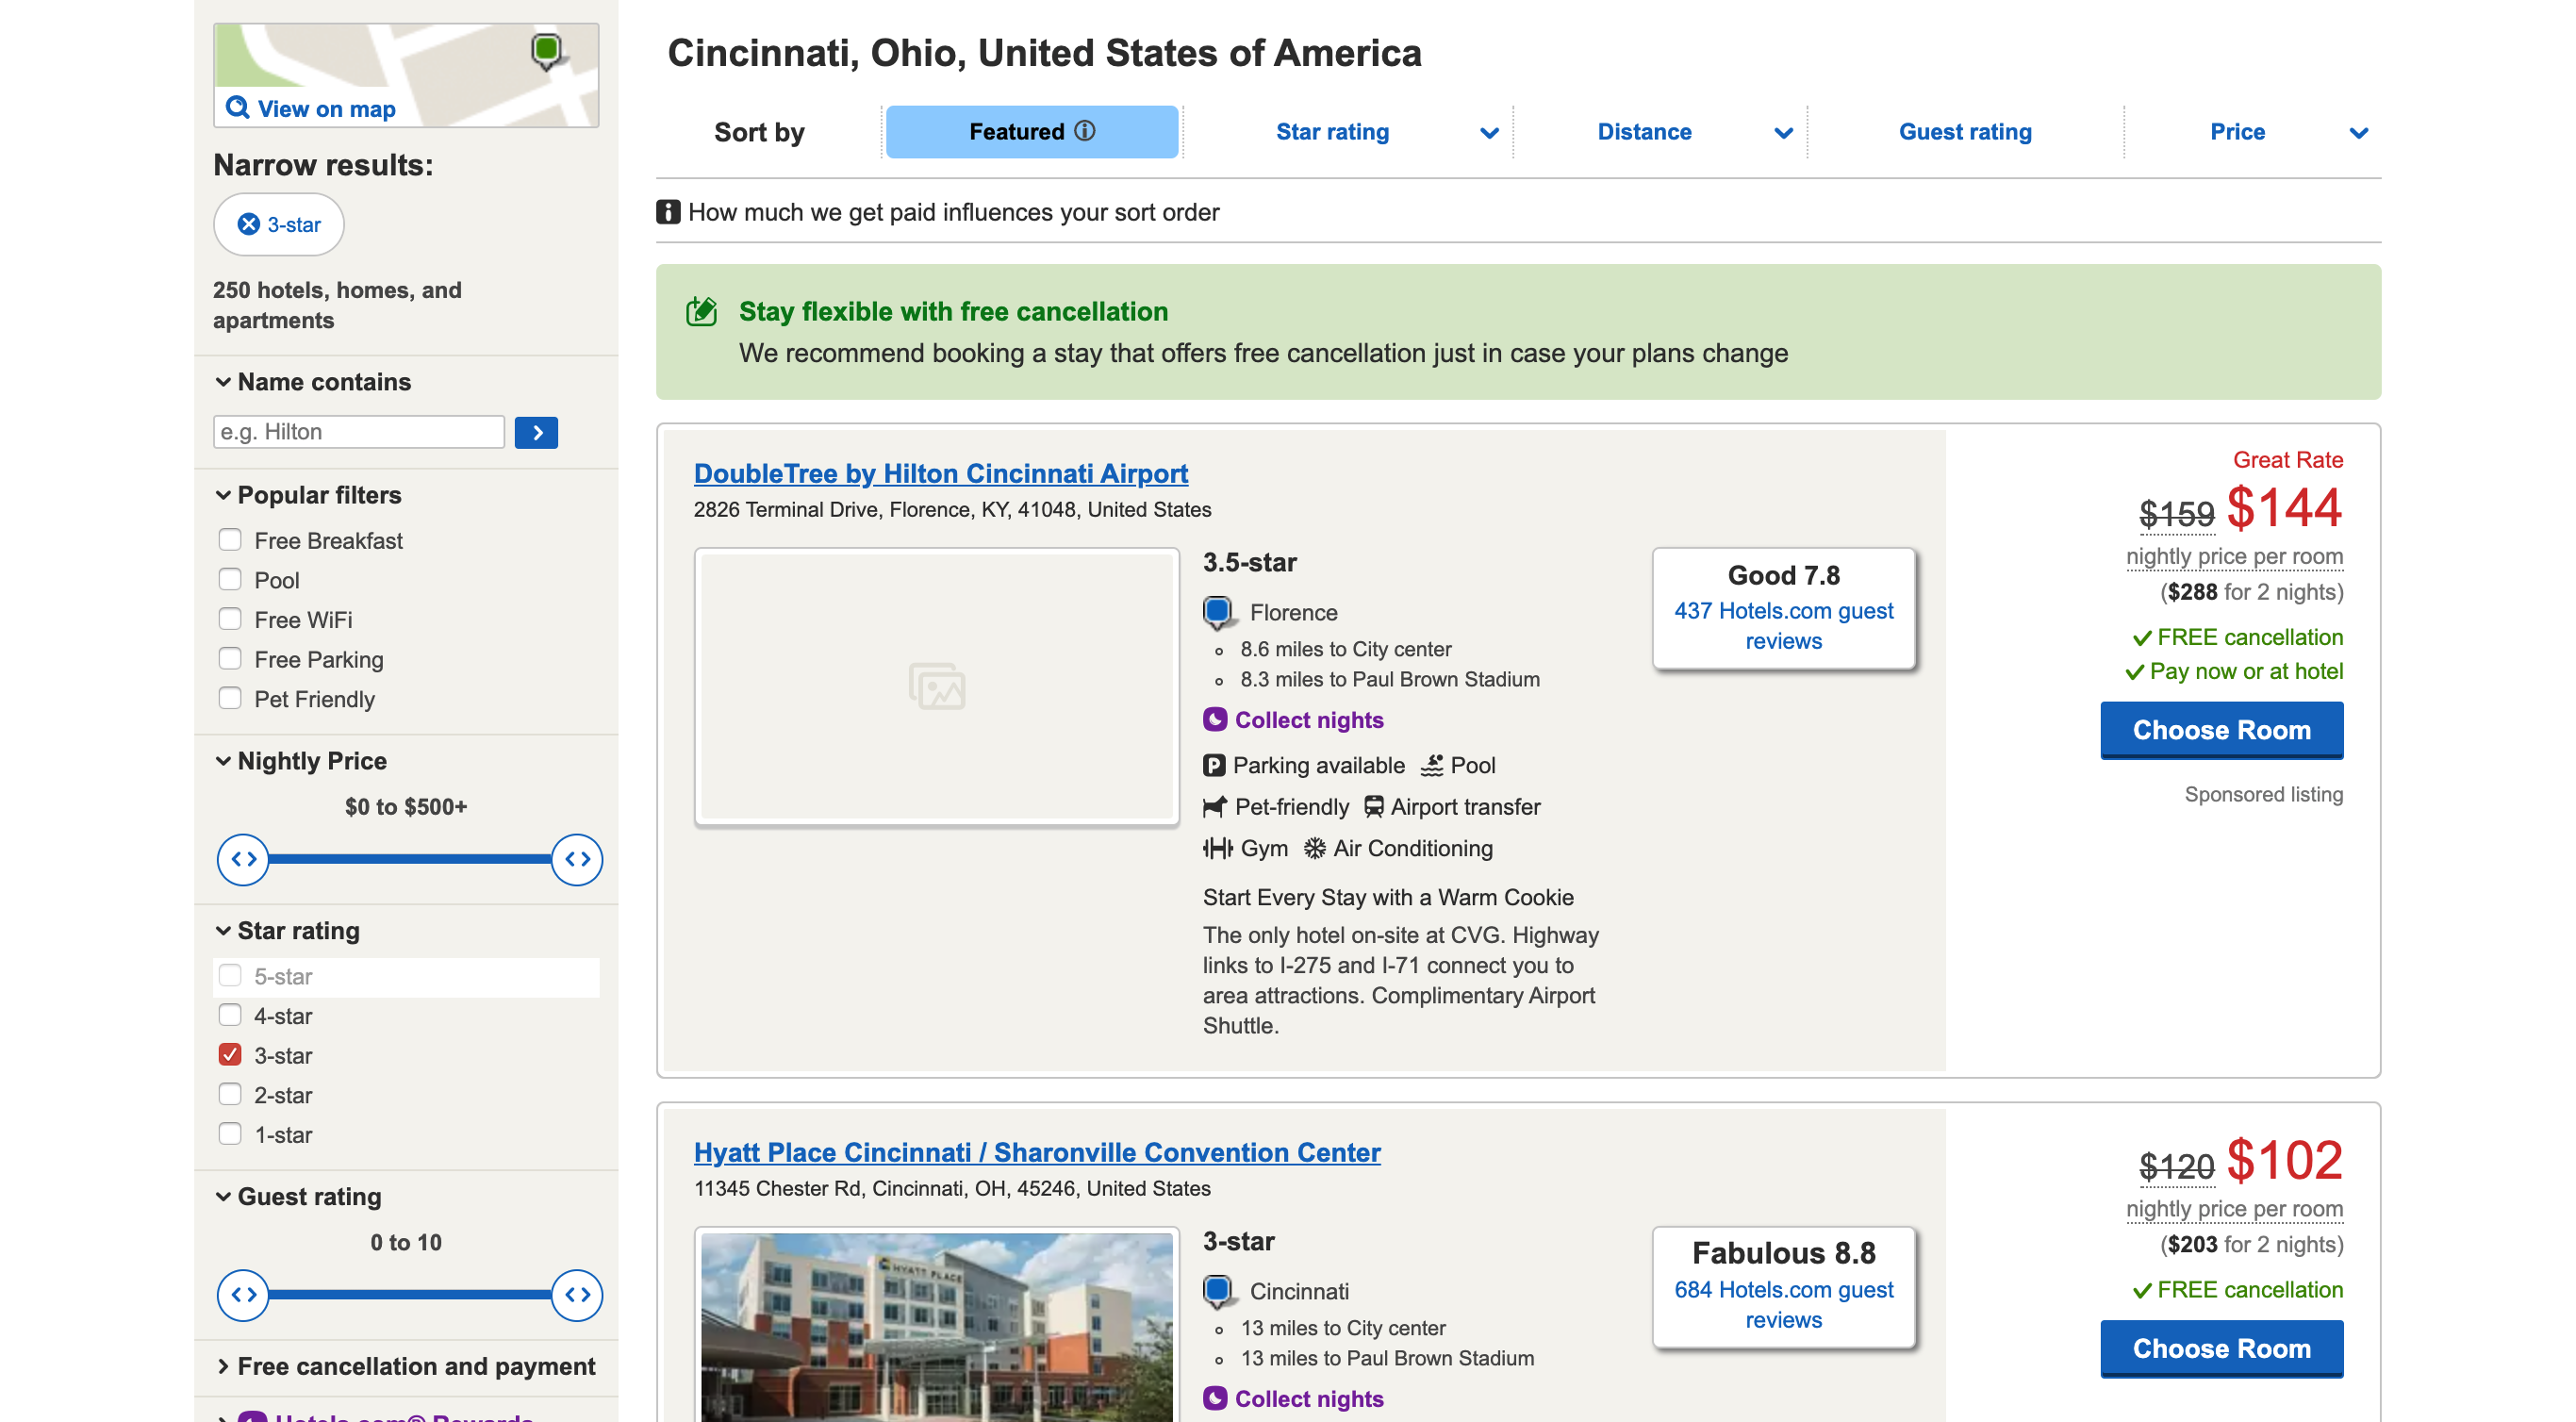 View on map
Narrow results:
3-star
250 hotels, homes, and
apartments
Name contains
e.g. Hilton
Popular filters
Free Breakfast
Pool
Free WiFi
Free Parking
Pet Friendly
Nightly Price
$0 to $500+
Star rating
5-star
4-star
3-star
2-star
1-star
Guest rating
0 to 10
Free cancellation and payment
Hotels.com® Rewards
Cincinnati, Ohio, United States of America
Sort by Featured Star rating Distance Guest rating Price
How much we get paid influences your sort order
Stay flexible with free cancellation
We recommend booking a stay that offers free cancellation just in case your plans change
DoubleTree by Hilton Cincinnati Airport
2826 Terminal Drive, Florence, KY, 41048, United States
3.5-star
Florence
8.6 miles to City center
8.3 miles to Paul Brown Stadium
Collect nights
P Parking available Pool
Pet-friendly Airport transfer
Gym Air Conditioning
Start Every Stay with a Warm Cookie
The only hotel on-site at CVG. Highway
links to I-275 and I-71 connect you to
area attractions. Complimentary Airport
Shuttle.
Good 7.8
437 Hotels.com guest
reviews
Great Rate
$159 $144
nightly price per room
($288 for 2 nights)
FREE cancellation
Pay now or at hotel
Choose Room
Sponsored listing
Hyatt Place Cincinnati / Sharonville Convention Center
11345 Chester Rd, Cincinnati, OH, 45246, United States
HYATT PLACE
3-star
Cincinnati
13 miles to City center
13 miles to Paul Brown Stadium
Collect nights
Fabulous 8.8
684 Hotels.com guest
reviews
$120 $102
nightly price per room
($203 for 2 nights)
FREE cancellation
Choose Room